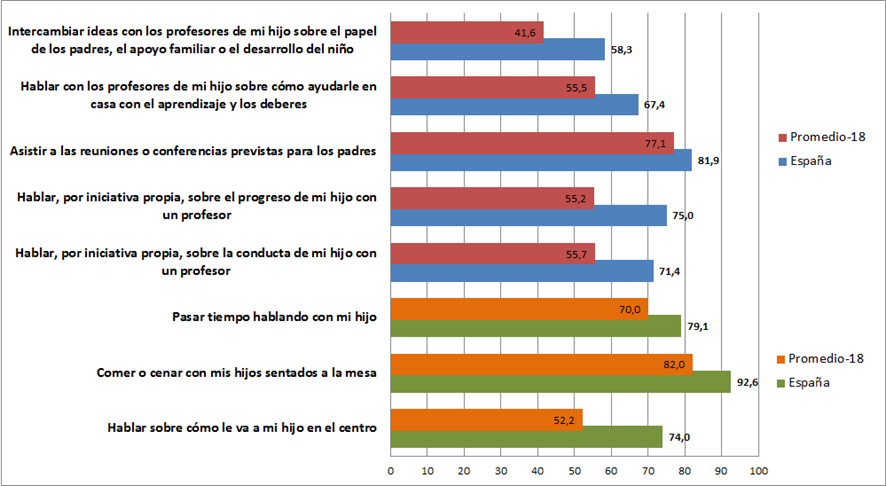 Intercambiar ideas con los profesores de mi hijo sobre el papel
de los padres, el apoyo familiar o el desarrollo del niño
41,6
58,3
Hablar con los profesores de mi hijo sobre cómo ayudarle en
casa con el aprendizaje y los deberes
55,5
67,4
Asistir a las reuniones o conferencias previstas para los padres
77,1
81,9
Hablar, por iniciativa propia, sobre el progreso de mi hijo con
un profesor
55,2
75,0
Hablar, por iniciativa propia, sobre la conducta de mi hijo con
un profesor
55,7
71,4
Pasar tiempo hablando con mi hijo
70,0
79,1
Comer o cenar con mis hijos sentados a la mesa
82,0
92,6
Hablar sobre cómo le va a mi hijo en el centro
52,2
74,0
0 10 20 30 40 50 60 70 80 90 100
Promedio-18
España
Promedio-18
España